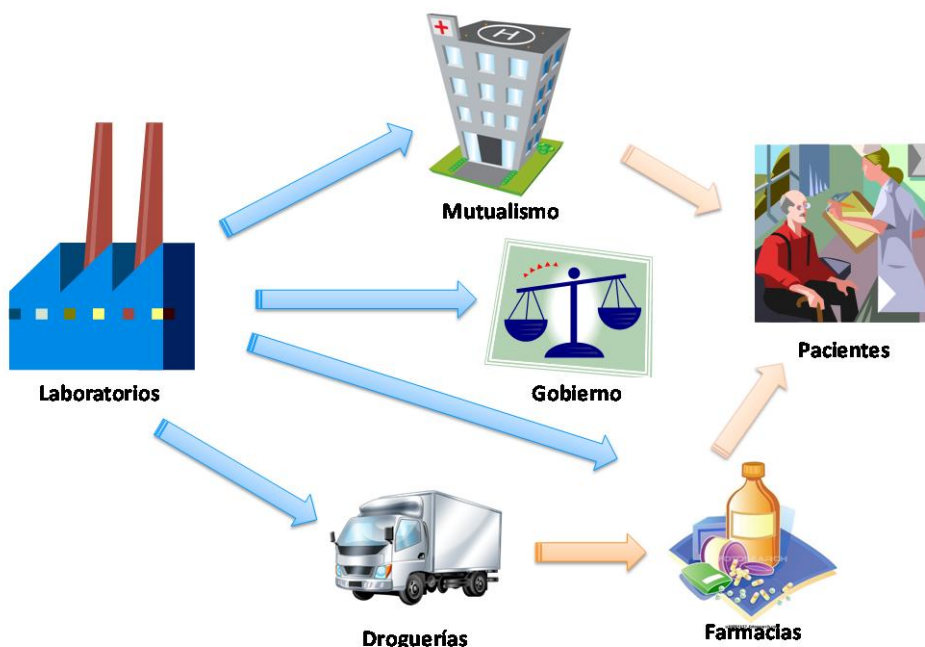 H
Mutualismo
Laboratorios
Gobierno
Pacientes
Droguerías
Farmacias